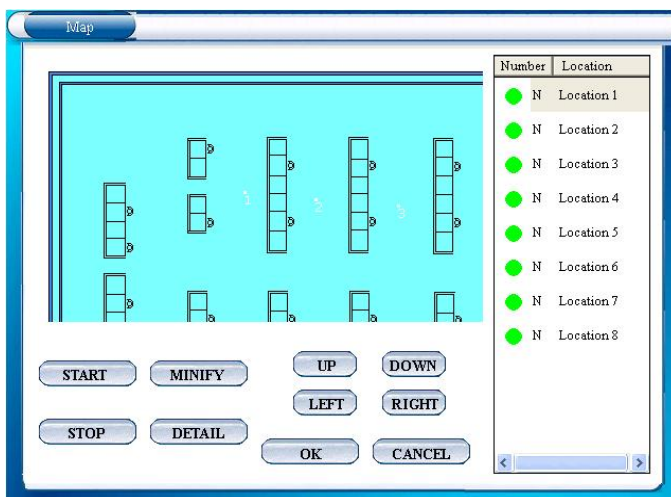 Map
Number Location
N Location 1
N Location 2
N Location 3
N Location 4
N Location 5
N Location 6
N Location 7
N Location 8
1
2
3
START MINIFY UP DOWN
LEFT RIGHT
STOP DETAIL
OK CANCEL